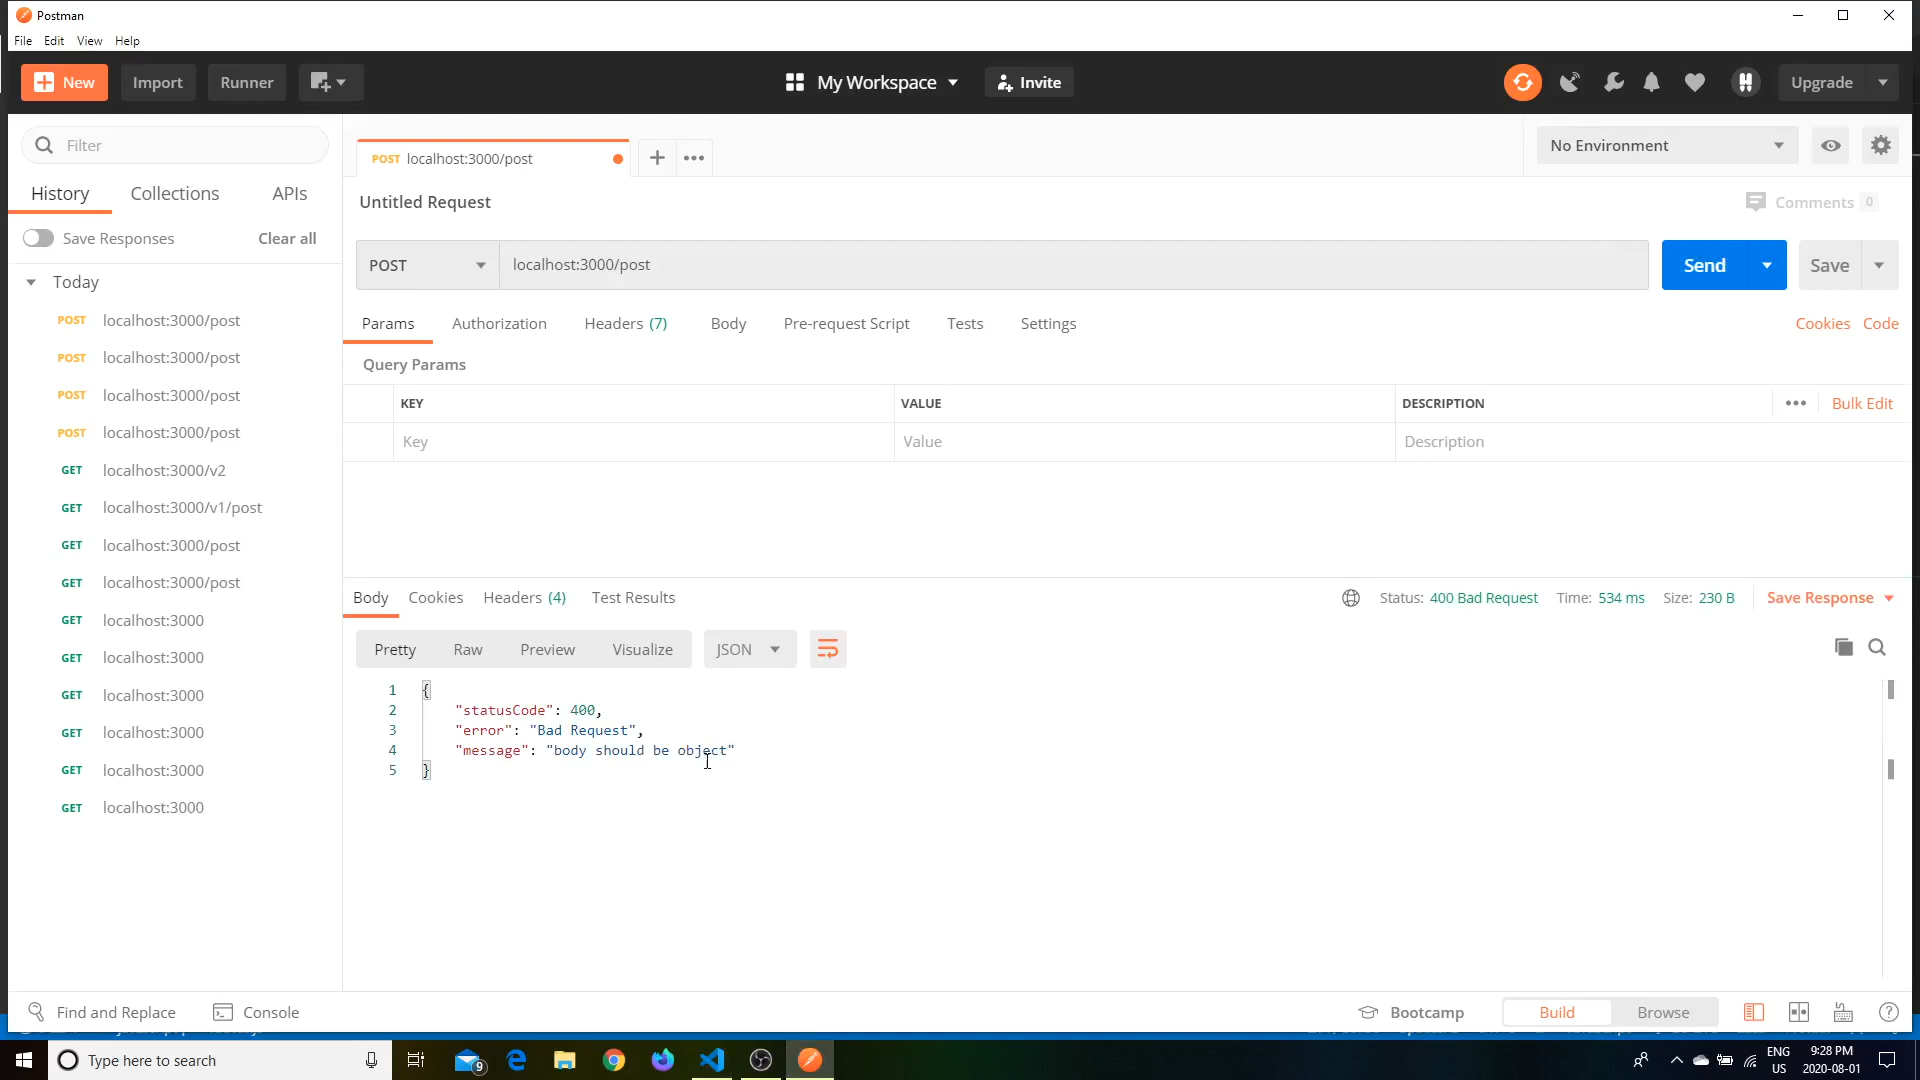 Postman
File Edit View Help
New Import Runner My Workspace Invite Upgrade
Filter
History Collections APIs
Save Responses Clear all
Today
POST localhost:3000/post
POST localhost:3000/post
POST localhost:3000/post
POST localhost:3000/post
GET localhost:3000/v2
GET localhost:3000/v1/post
GET localhost:3000/post
GET localhost:3000/post
GET localhost:3000
GET localhost:3000
GET localhost:3000
GET localhost:3000
GET localhost:3000
GET localhost:3000
POST localhost:3000/post
No Environment
Untitled Request
Comments 0
POST localhost:3000/post Send Save
Params Authorization Headers (7) Body Pre-request Script Tests Settings Cookies Code
Query Params
KEY VALUE DESCRIPTION Bulk Edit
Key Value Description
Body Cookies Headers (4) Test Results Status: 400 Bad Request Time: 534 ms Size: 230 B Save Response
Pretty Raw Preview Visualize JSON
1 {
2 "statusCode": 400,
3 "error": "Bad Request",
4 "message": "body should be object"
5 }
Find and Replace Console Bootcamp Build Browse
Type here to search
9
ENG
US
9:28 PM
2020-08-01